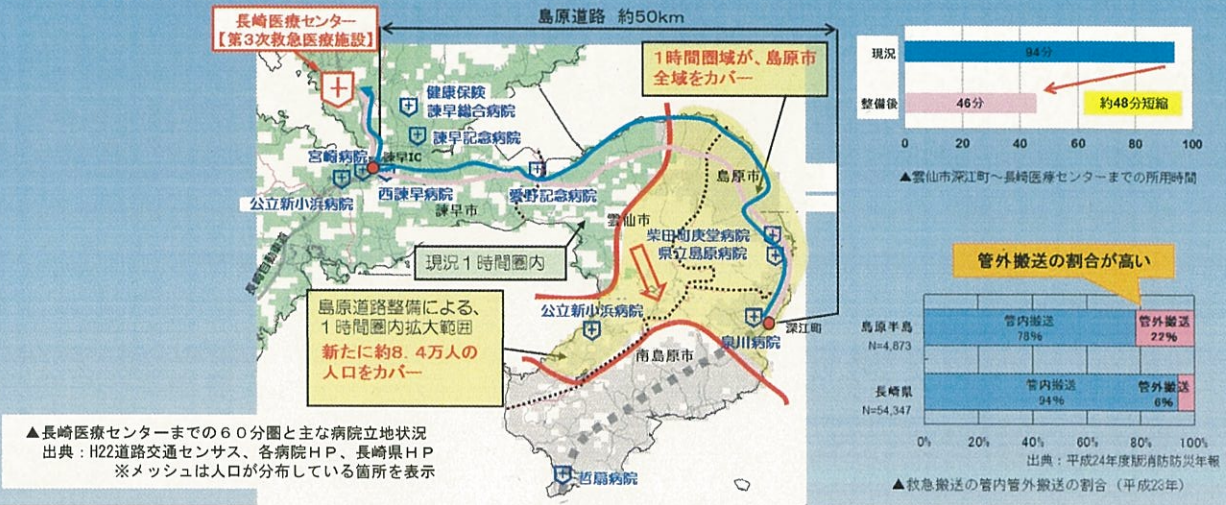 長崎医療センター
【第3次救急医療施設】
島原道路 約50km
1時間圏域が、島原市
全域をカバー
健康保険
諫早総合病院
諫早記念病院
宮崎病院
諫早IC
西諫早病院
愛野記念病院
公立新小浜病院
諫早市
島原市
雲仙市
長崎自動車道
現況1時間圏内
柴田町庚堂病院
県立島原病院
島原道路整備による、
1時間圏内拡大範囲
新たに約8.4万人の
人口をカバー
公立新小浜病院
泉川病院
深江町
南島原市
哲扇病院
▲長崎医療センターまでの60分圏と主な病院立地状況
出典:H22道路交通センサス、各病院HP、長崎県HP
※メッシュは人口が分布している箇所を表示
現況
94分
整備後
46分
約48分短縮
0 20 40 60 80 100
▲雲仙市深江町~長崎医療センターまでの所用時間
管外搬送の割合が高い
島原半島
N=4,873
管内搬送
78%
管外搬送
22%
長崎県
N=54,347
管内搬送
94%
管外搬送
6%
0% 20% 40% 60% 80% 100%
出典:平成24年度版消防防災年報
▲救急搬送の管内管外搬送の割合(平成23年)